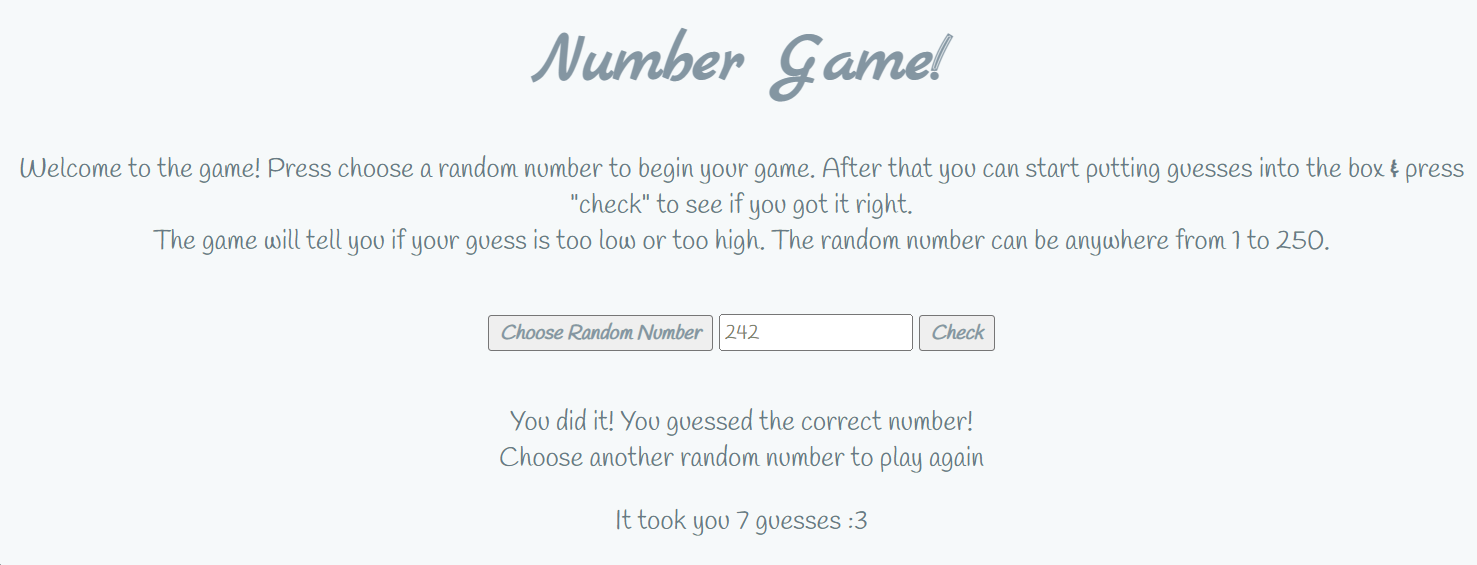 Number Game!
Welcome to the game! Press choose a random number to begin your game. After that you can start putting guesses into the box & press
"check" to see if you got it right.
The game will tell you if your guess is too low or too high. The random number can be anywhere from 1 to 250.
Choose Random Number 242 Check
You did it! You guessed the correct number!
Choose another random number to play again
It took you 7 guesses :3